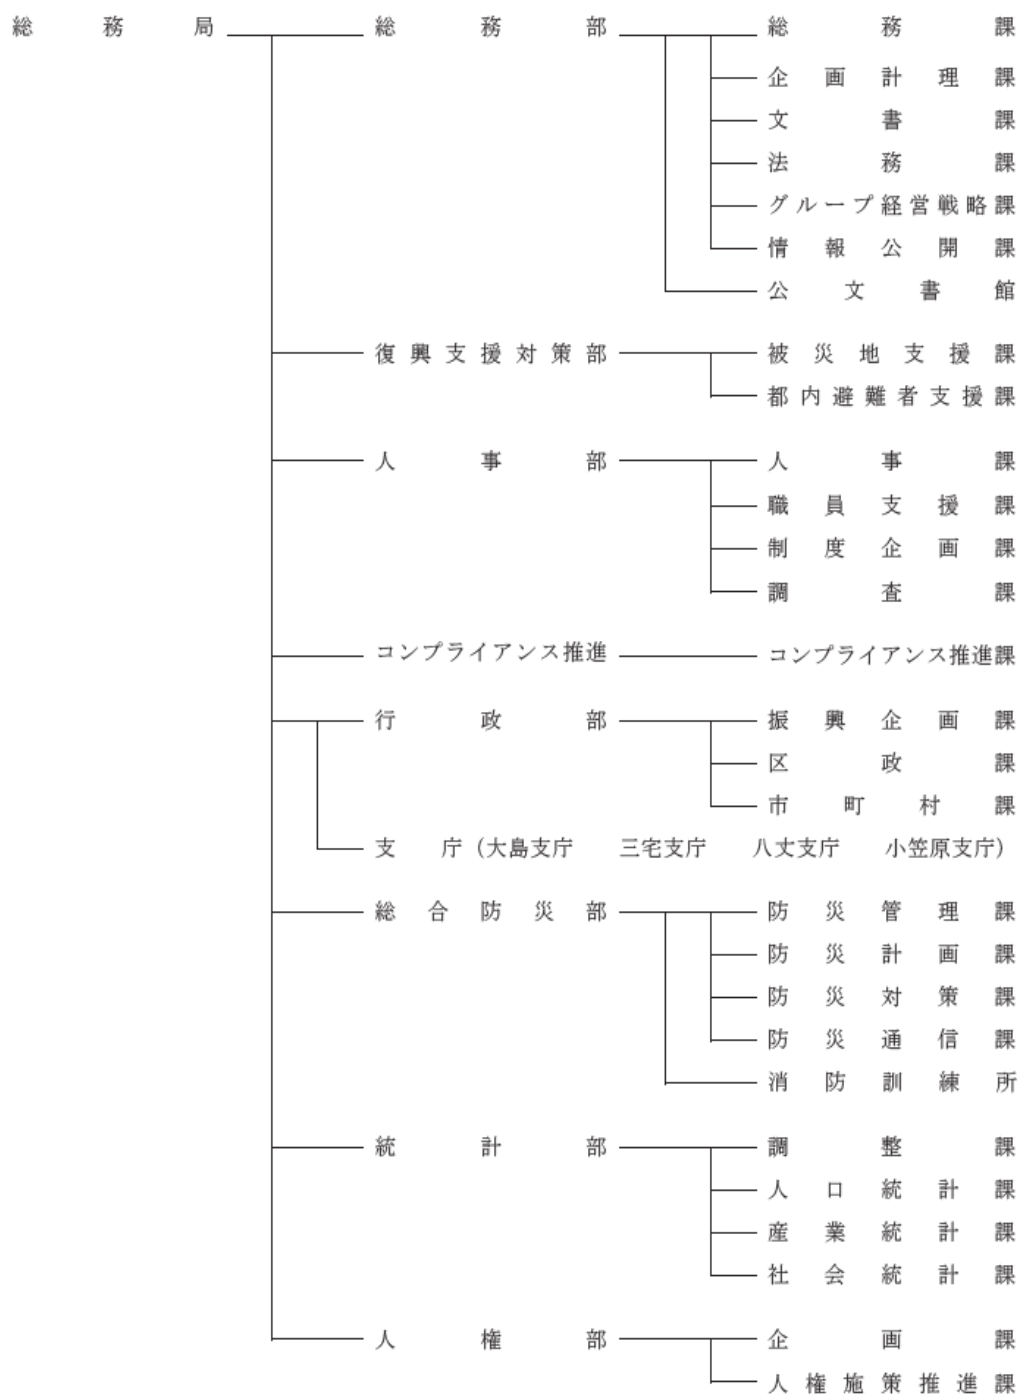 総務局 総務部 総務課
企画計理課
文書課
法務課
グループ経営戦略課
情報公開課
公文書館
復興支援対策部 被災地支援課
都内避難者支援課
人事部 人事課
職員支援課
制度企画課
調査課
コンプライアンス推進 コンプライアンス推進課
行政部 振興企画課
区政課
市町村課
支庁(大島支庁 三宅支庁 八丈支庁 小笠原支庁)
総合防災部 防災管理課
防災計画課
防災対策課
防災通信課
消防訓練所
統計部 調整課
人口統計課
産業統計課
社会統計課
人権部 企画課
人権施策推進課